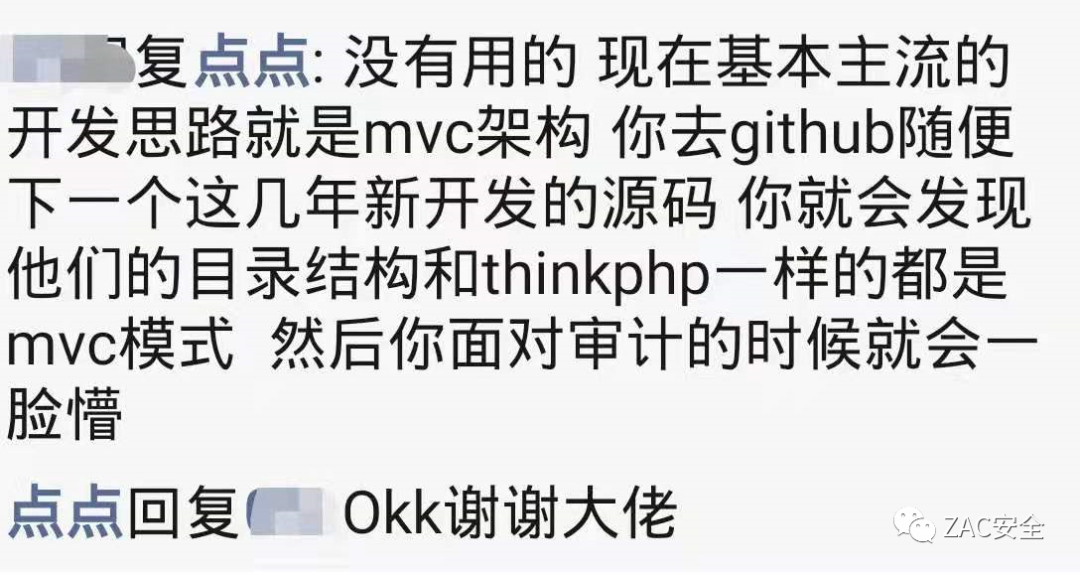 复点点: 没有用的 现在基本主流的
开发思路就是mvc架构 你去github随便
下一个这几年新开发的源码 你就会发现
他们的目录结构和thinkphp一样的都是
mvc模式 然后你面对审计的时候就会一
脸懵
点点回复 Okk谢谢大佬
ZAC安全